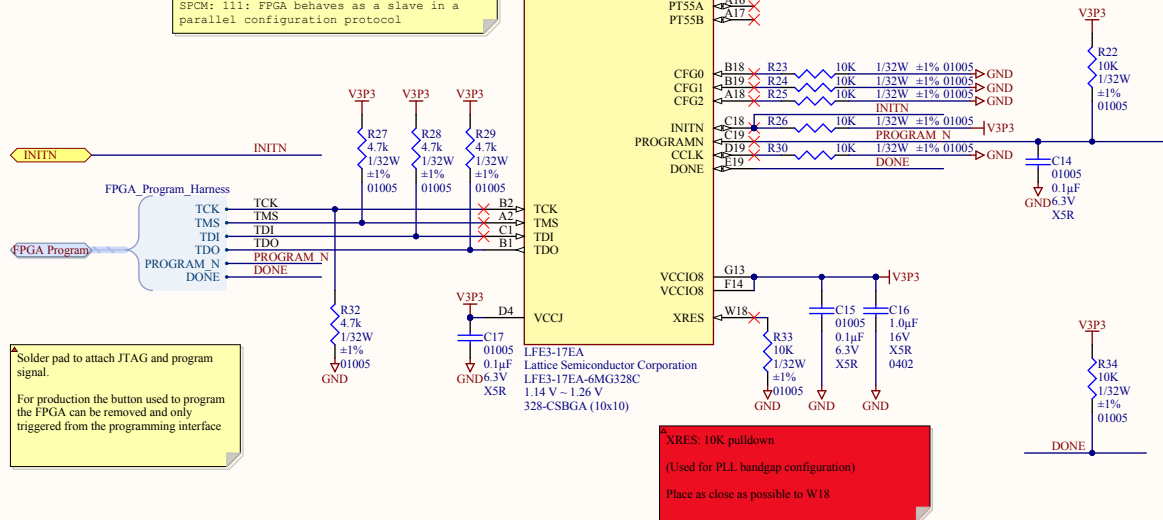 SPCM: 111: FPGA behaves as a slave in a
parallel configuration protocol
PT55A
PT55B
A17
V3P3
R22
10K
1/32W
±1%
01005
CFG0 B18 R23 10K 1/32W ±1% 01005 GND
CFG1 B19 R24 10K 1/32W ±1% 01005 GND
CFG2 A18 R25 10K 1/32W ±1% 01005 GND
INITN
INITN C18 R26 10K 1/32W ±1% 01005 V3P3
PROGRAMN C19 PROGRAM_N
CCLK D19 R30 10K 1/32W ±1% 01005 GND
DONE E19 DONE
C14
01005
0.1µF
6.3V
X5R
GND
V3P3 V3P3 V3P3
R27
4.7k
1/32W
±1%
01005
R28
4.7k
1/32W
±1%
01005
R29
4.7k
1/32W
±1%
01005
INITN INITN
FPGA_Program_Harness
FPGA Program
TCK TCK B2 TCK
TMS TMS A2 TMS
TDI TDI C1 TDI
TDO TDO B1 TDO
PROGRAM_N PROGRAM_N
DONE DONE
R32
4.7k
1/32W
±1%
01005
GND
V3P3
D4 VCCJ
C17
01005
0.1µF
6.3V
X5R
GND
VCCIO8 G13 V3P3
VCCIO8 F14
XRES W18
R33
10K
1/32W
±1%
01005
GND
C15
01005
0.1µF
6.3V
X5R
GND
C16
1.0µF
16V
X5R
0402
GND
LFE3-17EA
Lattice Semiconductor Corporation
LFE3-17EA-6MG328C
1.14 V ~ 1.26 V
328-CSBGA (10x10)
V3P3
R34
10K
1/32W
±1%
01005
DONE
Solder pad to attach JTAG and program
signal.
For production the button used to program
the FPGA can be removed and only
triggered from the programming interface
XRES: 10K pulldown
(Used for PLL bandgap configuration)
Place as close as possible to W18